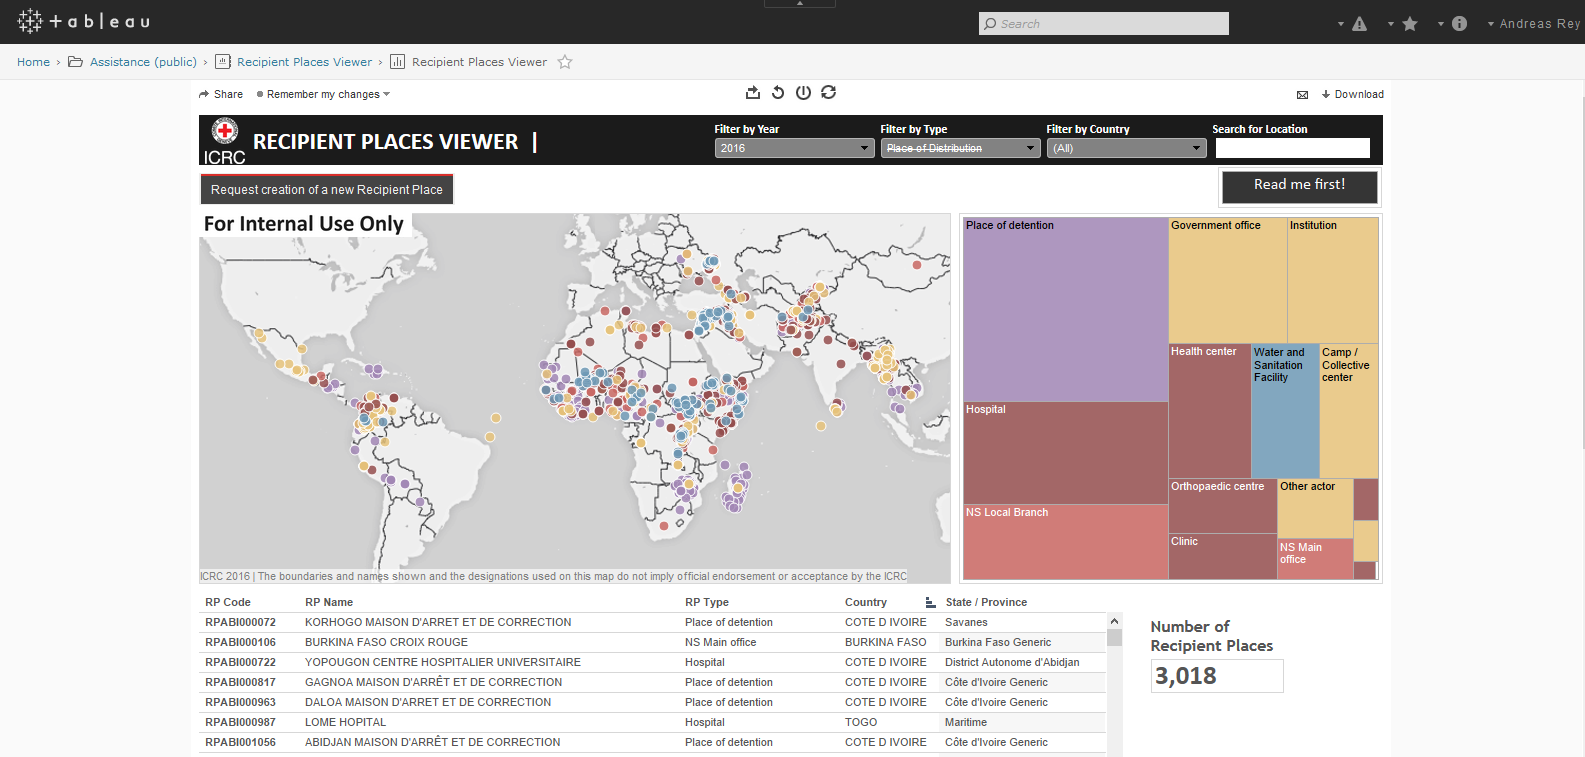 +ableau
Search
Andreas Rey
Home › Assistance (public) › Recipient Places Viewer › Recipient Places Viewer
Share
Remember my changes
Download
ICRC
RECIPIENT PLACES VIEWER |
Filter by Year
2016
Filter by Type
Place of Distribution
Filter by Country
(All)
Search for Location
Request creation of a new Recipient Place
Read me first!
For Internal Use Only
ICRC 2016 | The boundaries and names shown and the designations used on this map do not imply official endorsement or acceptance by the ICRC
Place of detention
Government office
Institution
Health center
Water and
Sanitation
Facility
Camp /
Collective
center
Hospital
Orthopaedic centre
Other actor
NS Local Branch
Clinic
NS Main
office
RP Code RP Name RP Type Country State / Province
RPABI000072 KORHOGO MAISON D'ARRET ET DE CORRECTION Place of detention COTE D IVOIRE Savanes
RPABI000106 BURKINA FASO CROIX ROUGE NS Main office BURKINA FASO Burkina Faso Generic
RPABI000722 YOPOUGON CENTRE HOSPITALIER UNIVERSITAIRE Hospital COTE D IVOIRE District Autonome d'Abidjan
RPABI000817 GAGNOA MAISON D'ARRÊT ET DE CORRECTION Place of detention COTE D IVOIRE Côte d'Ivoire Generic
RPABI000963 DALOA MAISON D'ARRET ET DE CORRECTION Place of detention COTE D IVOIRE Côte d'Ivoire Generic
RPABI000987 LOME HOPITAL Hospital TOGO Maritime
RPABI001056 ABIDJAN MAISON D'ARRÊT ET DE CORRECTION Place of detention COTE D IVOIRE Côte d'Ivoire Generic
Number of
Recipient Places
3,018